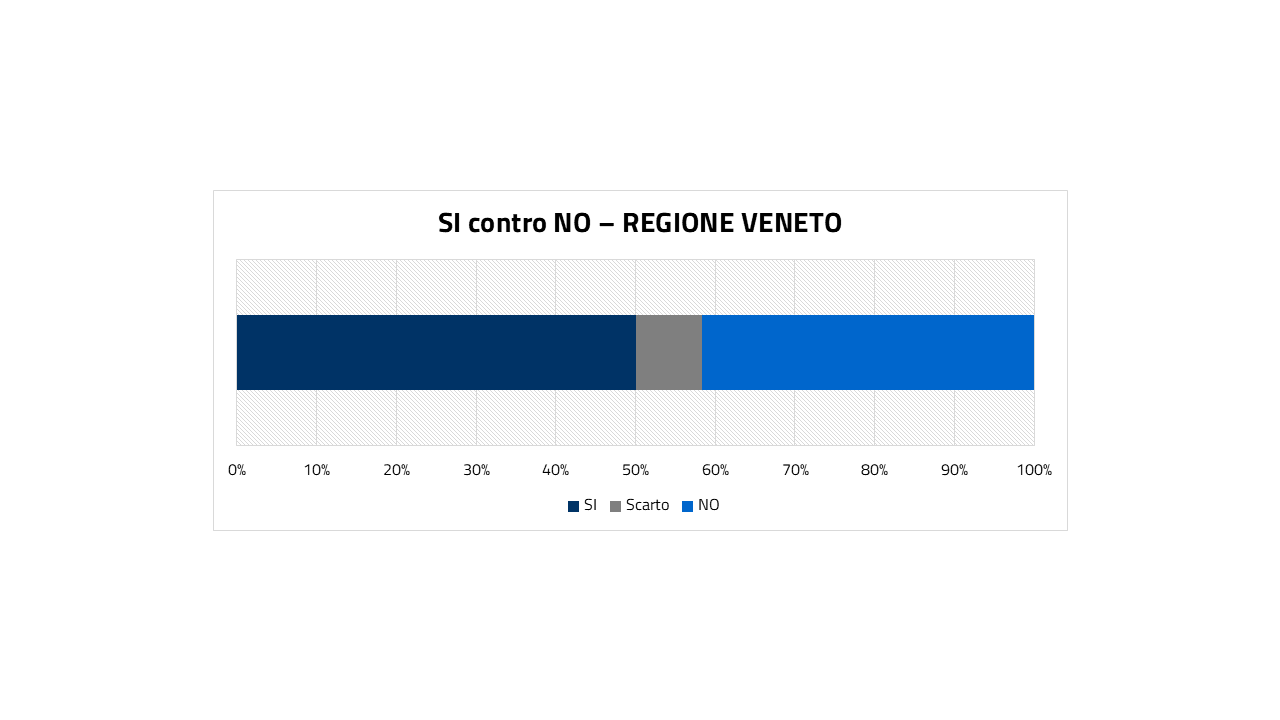 SI contro NO – REGIONE VENETO
0% 10% 20% 30% 40% 50% 60% 70% 80% 90% 100%
SI Scarto NO